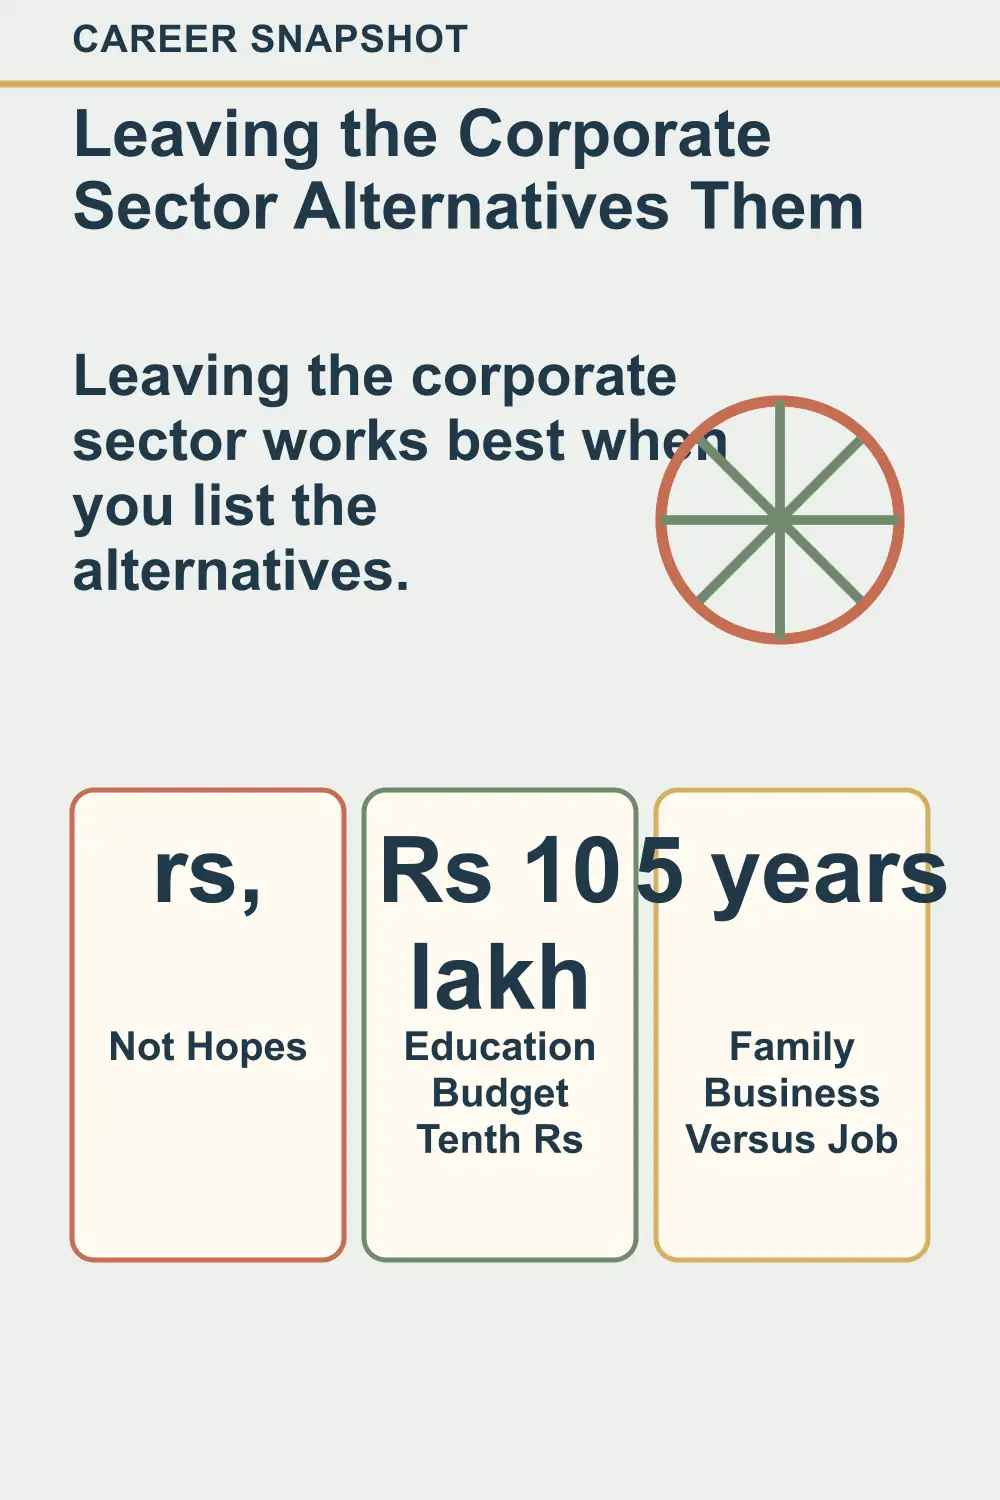 CAREER SNAPSHOT
Leaving the Corporate
Sector Alternatives Them
Leaving the corporate
sector works best when
you list the
alternatives.
rs,
Not Hopes
Rs 10
lakh
Education
Budget
Tenth Rs
5 years
Family
Business
Versus Job